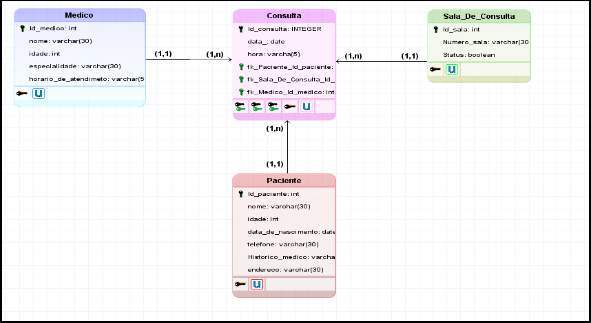 Medico
Id_medico: int
nome: varchar(30)
idade: int
especialidade: varchar(30)
horario_de_atendimeto: varchar(5
(1,1)
(1,n)
Consulta
Id_consulta: INTEGER
data_: date
hora: varcha(5)
fk_Paciente_Id_paciente:
fk_Sala_De_Consulta_Id_
fk_Medico_Id_medico: int
(1,n)
(1,1)
Sala_De_Consulta
Id_sala: int
Numero_sala: varchar(30
Status: boolean
(1,n)
(1,1)
Paciente
Id_paciente: int
nome: varchar(30)
idade: int
data_de_nascimento: date
telefone: varchar(30)
Historico_medico: varcha
endereco: varchar(30)